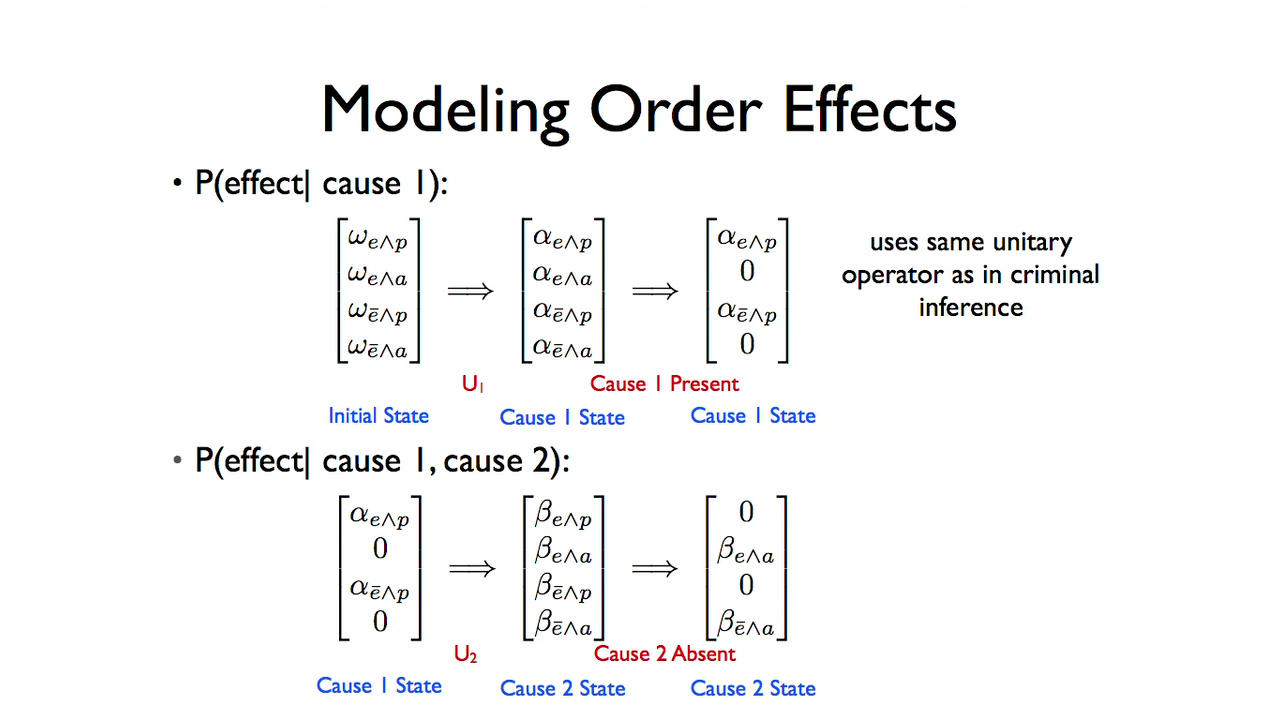 Modeling Order Effects
• P(effect| cause 1):
[ω_{e∧p} ω_{e∧a} ω_{ē∧p} ω_{ē∧a}] ⟹ [α_{e∧p} α_{e∧a} α_{ē∧p} α_{ē∧a}] ⟹ [α_{e∧p} 0 α_{ē∧p} 0]
uses same unitary
operator as in criminal
inference
U₁ Cause 1 Present
Initial State Cause 1 State Cause 1 State
• P(effect| cause 1, cause 2):
[α_{e∧p} 0 α_{ē∧p} 0] ⟹ [β_{e∧p} β_{e∧a} β_{ē∧p} β_{ē∧a}] ⟹ [0 β_{e∧a} 0 β_{ē∧a}]
U₂ Cause 2 Absent
Cause 1 State Cause 2 State Cause 2 State